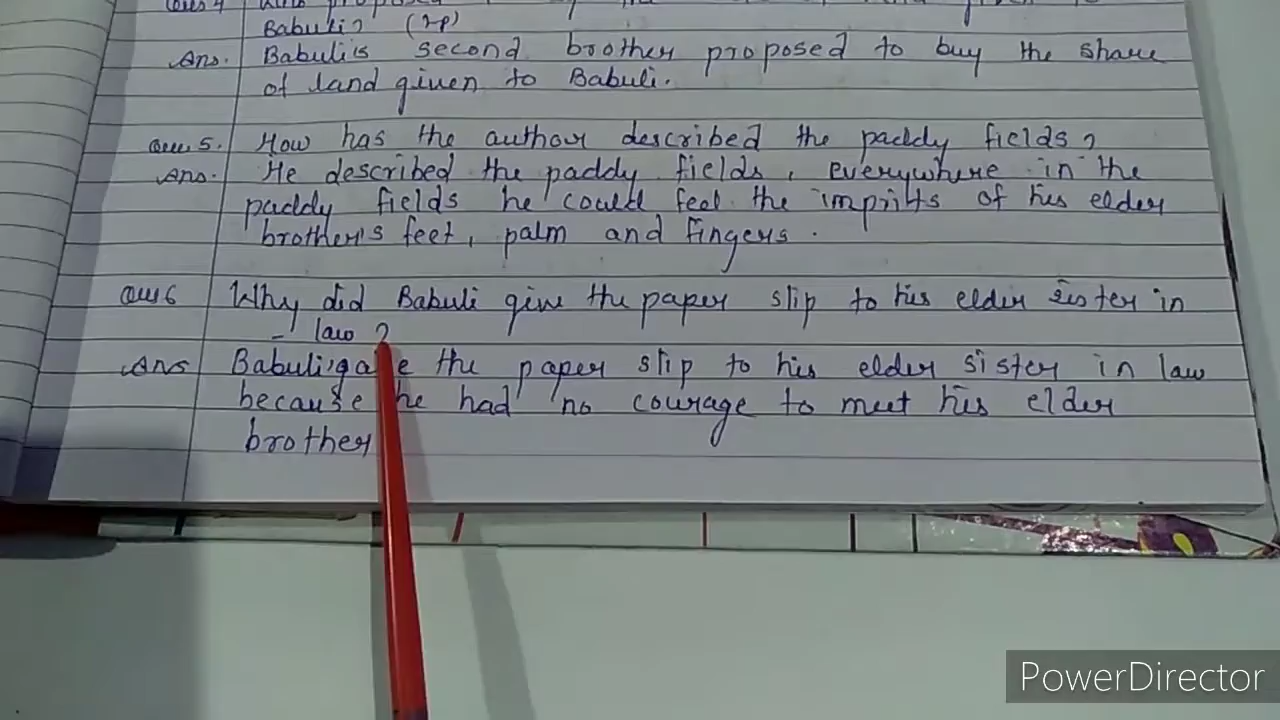 Babuli? (Imp)
Ans. Babuli's second brother proposed to buy the share
of land given to Babuli.
Ques 5. How has the author described the paddy fields?
Ans. He described the paddy fields, everywhere in the
paddy fields he could feel the imprints of his elder
brother's feet, palm and fingers.
Ques 6 Why did Babuli give the paper slip to his elder sister in
- law ?
Ans Babuli gave the paper slip to his elder sister in law
because he had no courage to meet his elder
brother
PowerDirector